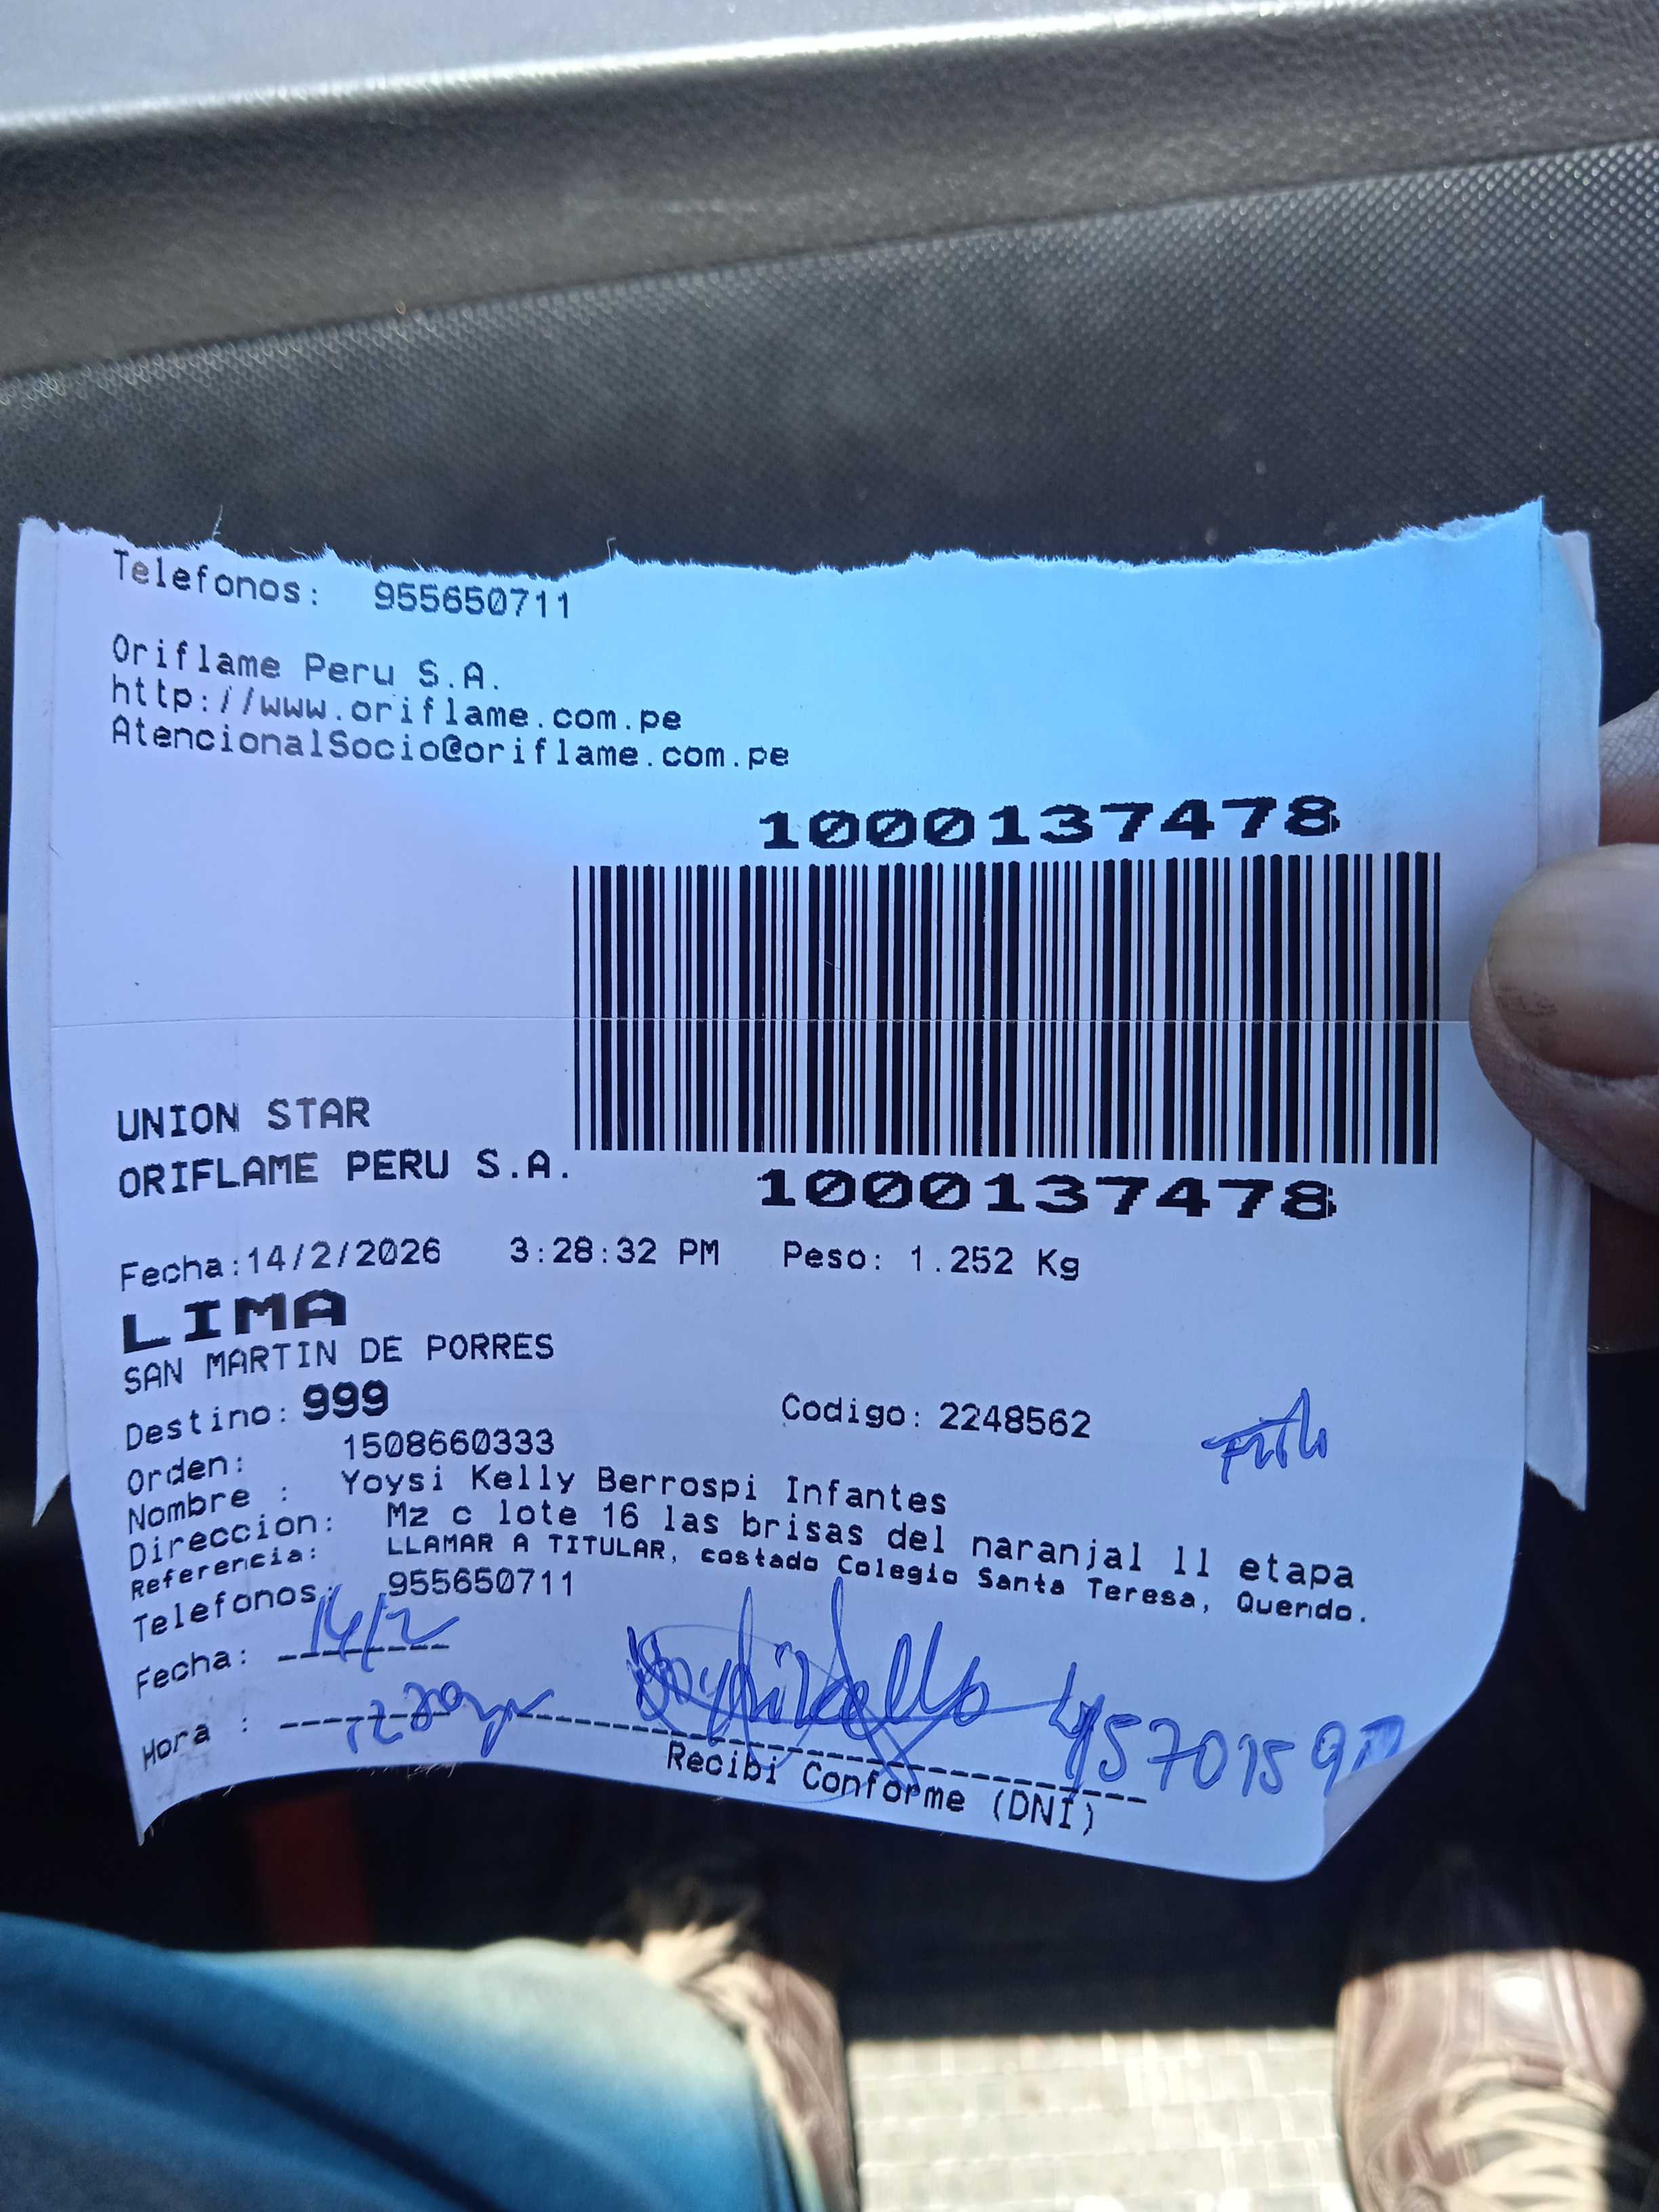 Telefonos: 955650711
Oriflame Peru S.A.
http://www.oriflame.com.pe
AtencionalSocio@oriflame.com.pe
1000137478
UNION STAR
ORIFLAME PERU S.A.
1000137478
Fecha:14/2/2026 3:28:32 PM Peso: 1.252 Kg
LIMA
SAN MARTIN DE PORRES
Destino: 999 Codigo: 2248562
Orden: 1508660333
Nombre : Yoysi Kelly Berrospi Infantes
Direccion: Mz c lote 16 las brisas del naranjal ll etapa
Referencia: LLAMAR A TITULAR, costado Colegio Santa Teresa, Querido.
Telefonos: 955650711
Fecha: 14/2
Hora :
Recibi Conforme (DNI)